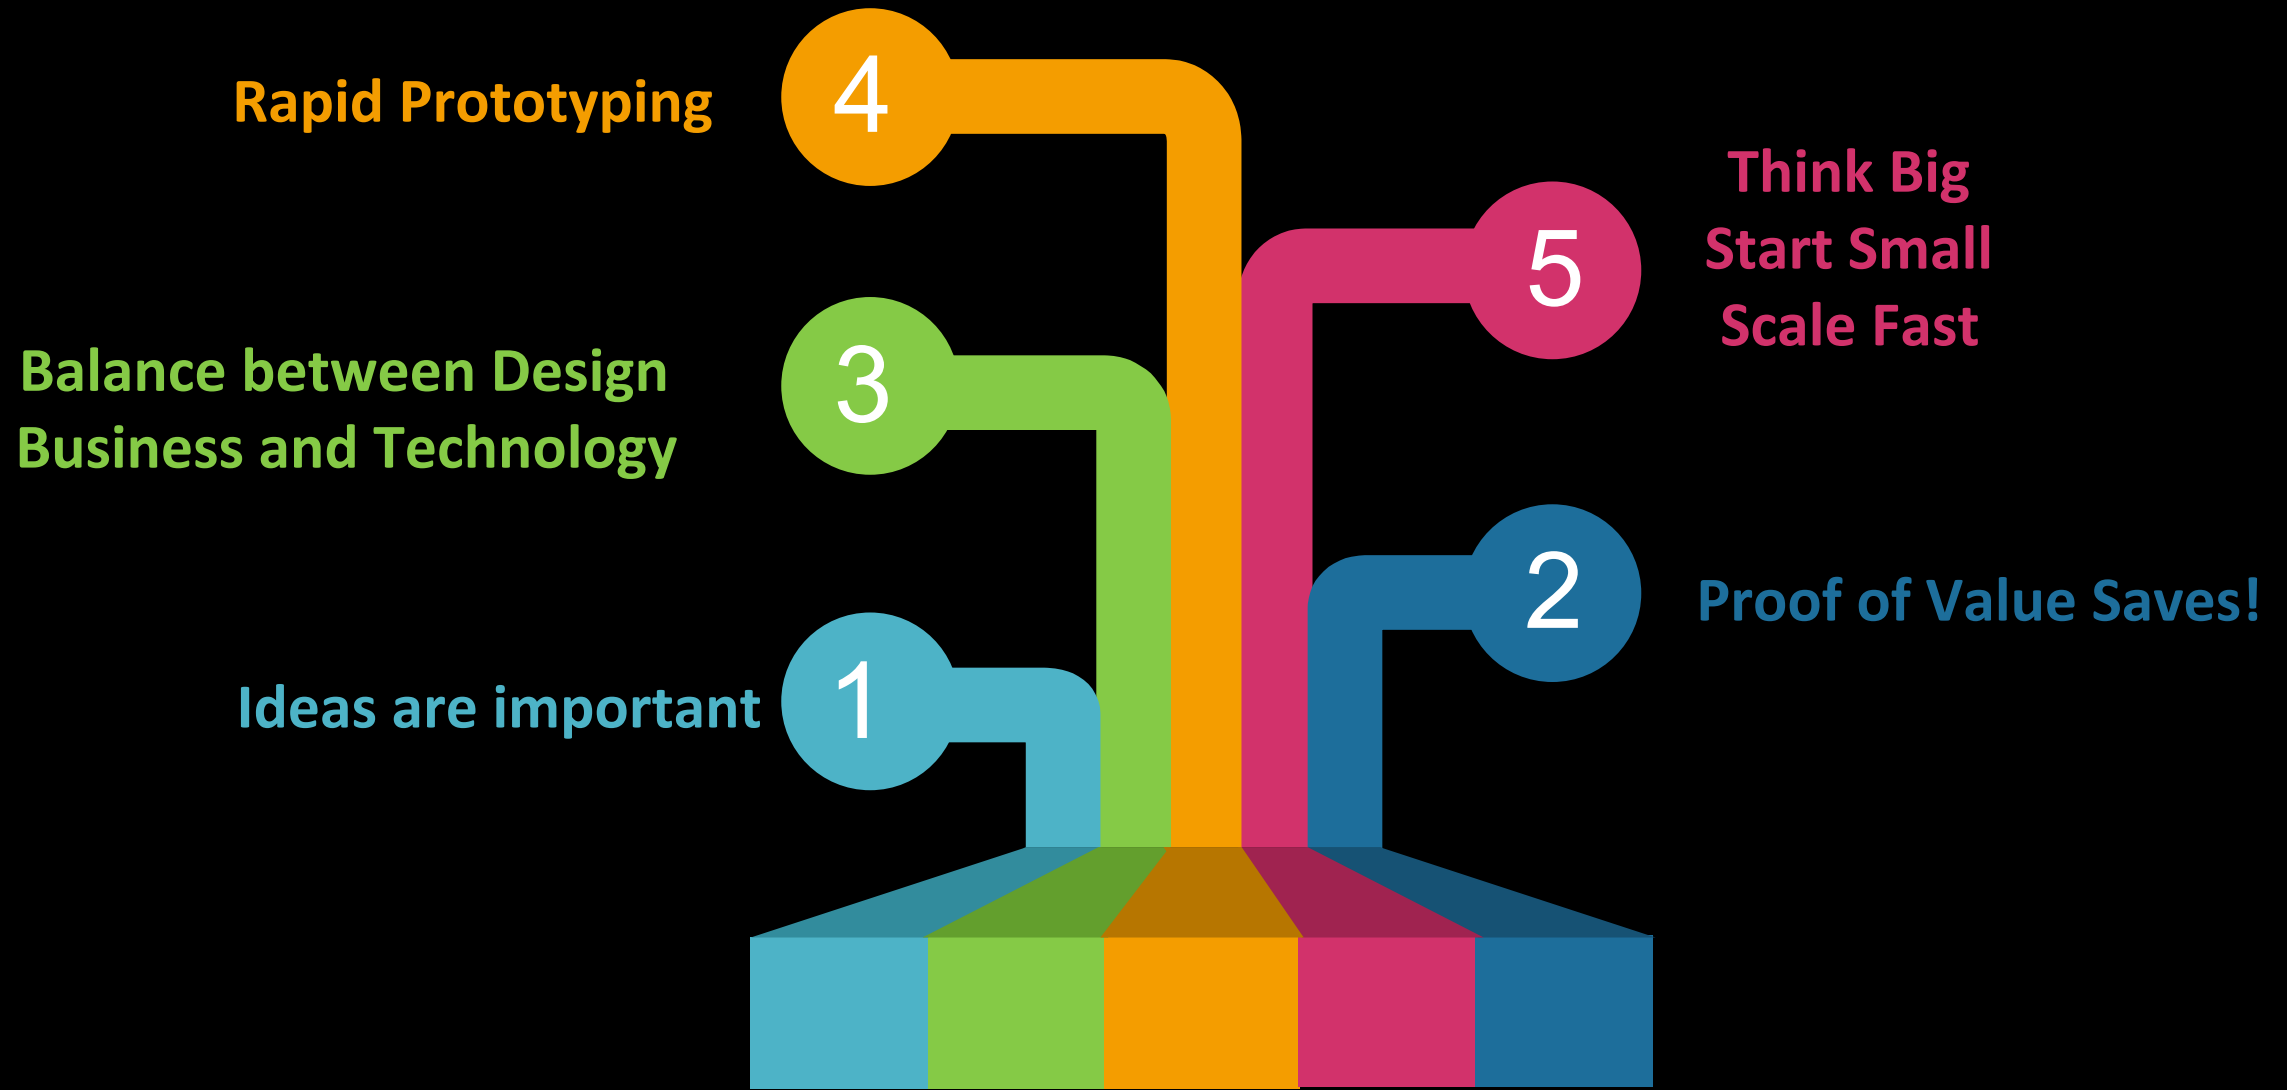 4
Rapid Prototyping
5
Think Big
Start Small
Scale Fast
3
Balance between Design
Business and Technology
2
Proof of Value Saves!
1
Ideas are important